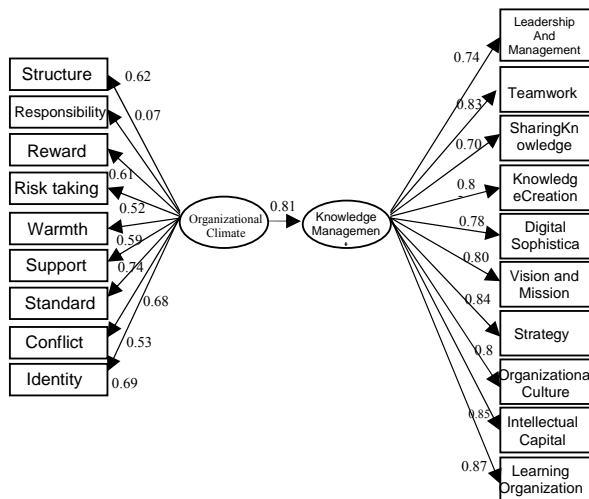 Structure
Responsibility
Reward
Risk taking
Warmth
Support
Standard
Conflict
Identity
0.62
0.07
0.61
0.52
0.59
0.74
0.68
0.53
0.69
Organizational
Climate
0.81
Knowledge
Managemen
0.74
0.83
0.70
0.8
0.78
0.80
0.84
0.8
0.85
0.87
Leadership
And
Management
Teamwork
SharingKn
owledge
Knowledg
eCreation
Digital
Sophistica
Vision and
Mission
Strategy
Organizationa
Culture
Intellectual
Capital
Learning
Organization